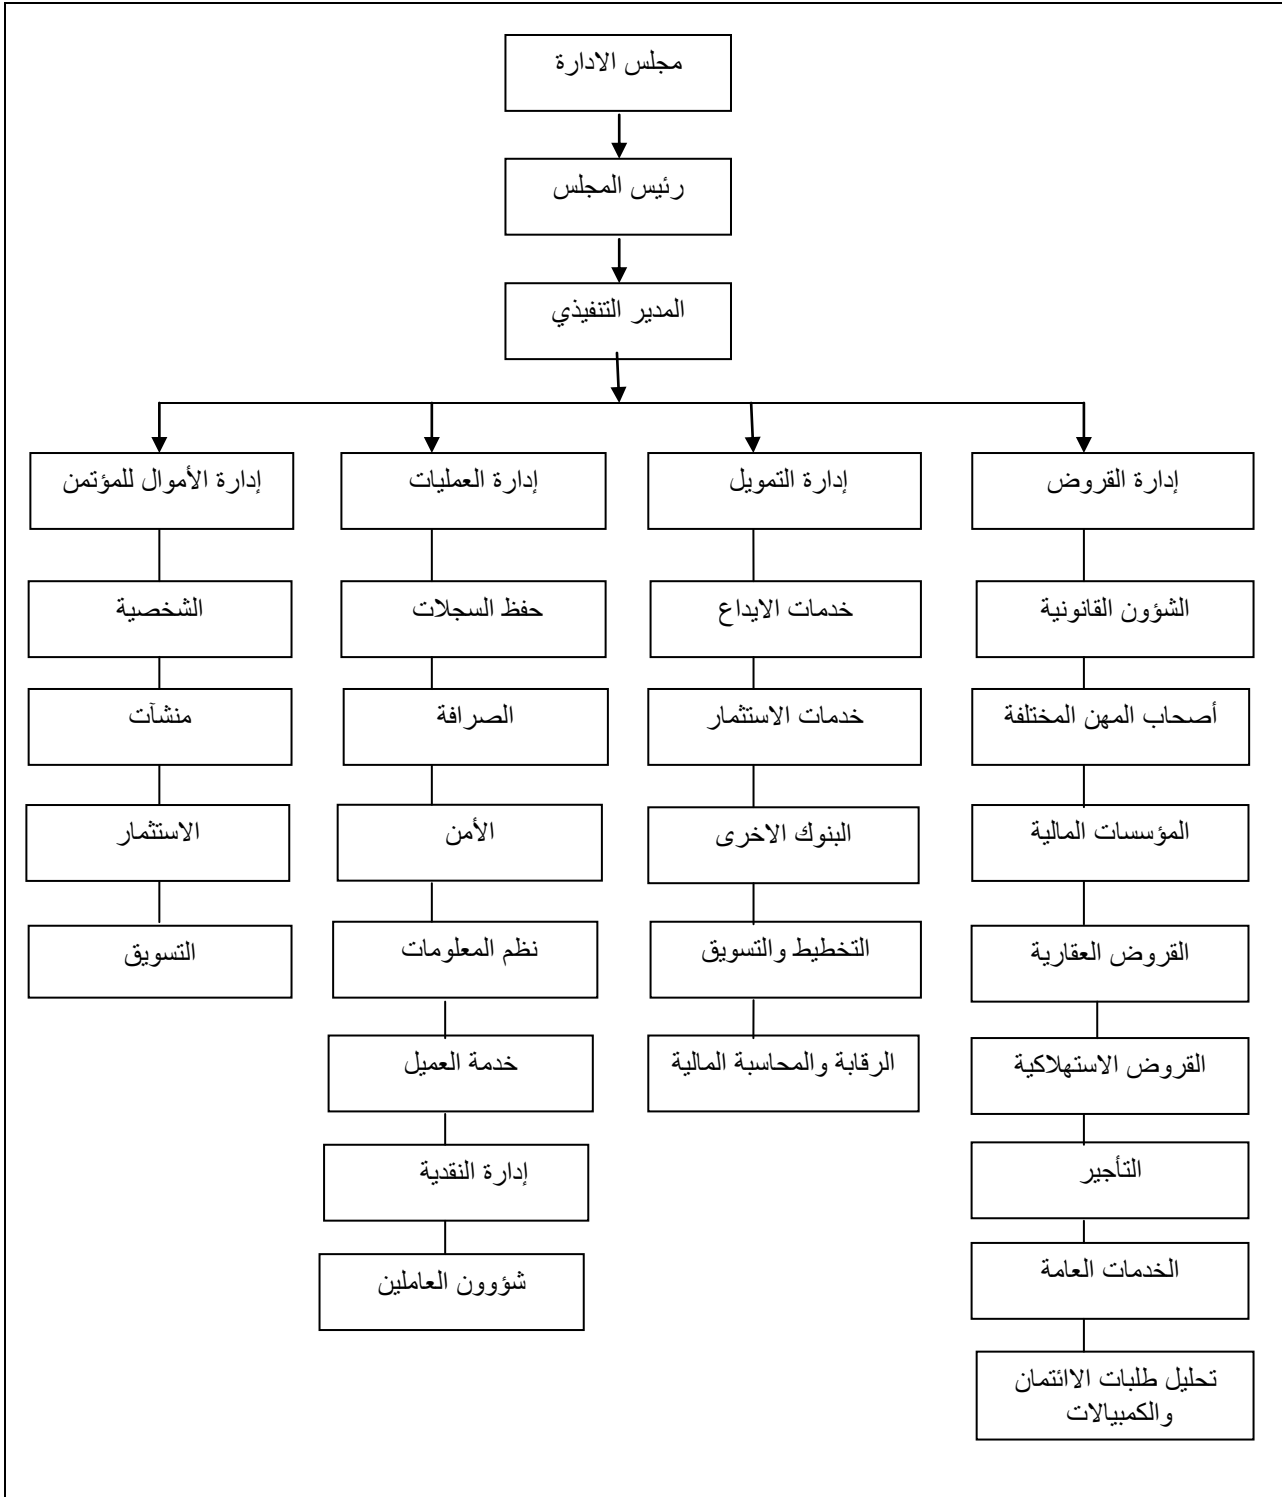 مجلس الادارة
رئيس المجلس
المدير التنفيذي
إدارة القروض
إدارة التمويل
إدارة العمليات
إدارة الأموال للمؤتمن
الشؤون القانونية
خدمات الايداع
حفظ السجلات
الشخصية
أصحاب المهن المختلفة
خدمات الاستثمار
الصرافة
منشآت
المؤسسات المالية
البنوك الاخرى
الأمن
الاستثمار
القروض العقارية
التخطيط والتسويق
نظم المعلومات
التسويق
القروض الاستهلاكية
الرقابة والمحاسبة المالية
خدمة العميل
التأجير
إدارة النقدية
الخدمات العامة
شؤوون العاملين
تحليل طلبات الاائتمان
والكمبيالات